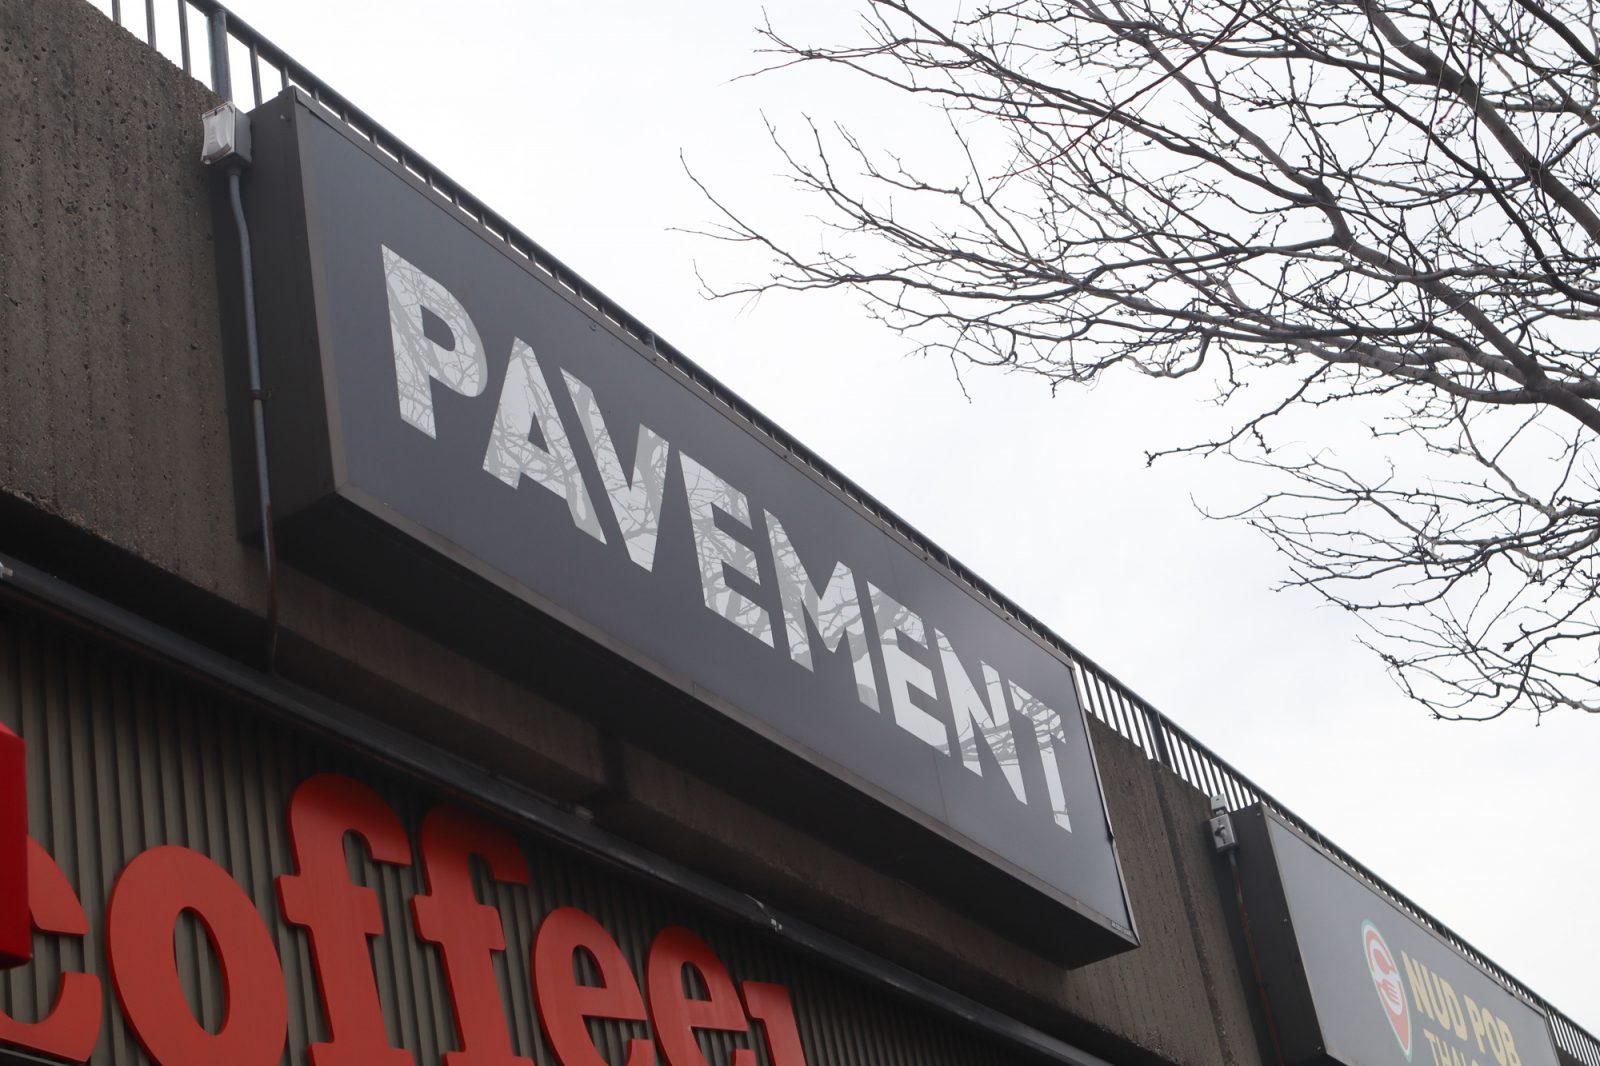 PAVEMENT
coffee
NUD POB